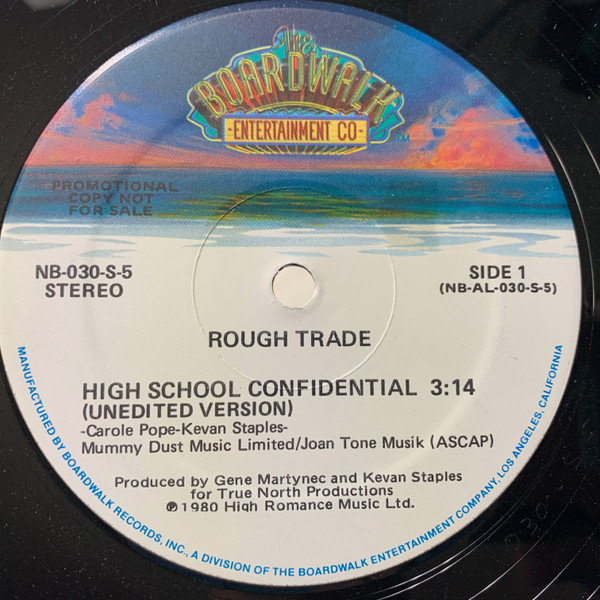 The
BOARDWALK
-ENTERTAINMENT CO-
TM
PROMOTIONAL
COPY NOT
FOR SALE
NB-030-S-5
STEREO
SIDE 1
(NB-AL-030-S-5)
ROUGH TRADE
HIGH SCHOOL CONFIDENTIAL 3:14
(UNEDITED VERSION)
-Carole Pope-Kevan Staples-
Mummy Dust Music Limited/Joan Tone Musik (ASCAP)
Produced by Gene Martynec and Kevan Staples
for True North Productions
℗1980 High Romance Music Ltd.
MANUFACTURED BY BOARDWALK RECORDS, INC., A DIVISION OF THE BOARDWALK ENTERTAINMENT COMPANY, LOS ANGELES, CALIFORNIA